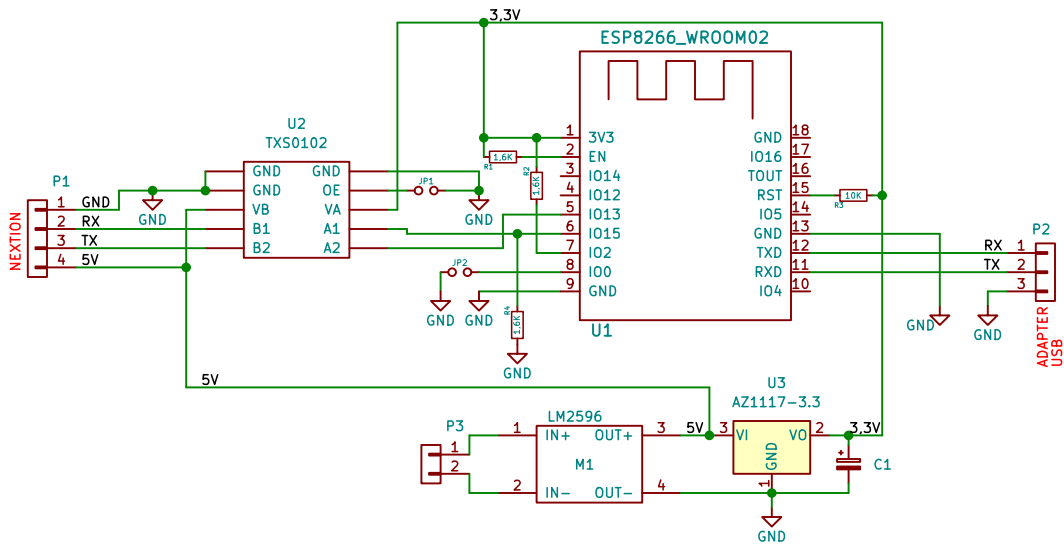 3,3V
ESP8266_WROOM02
U2
TXS0102
GND
GND
VB
B1
B2
GND
OE
VA
A1
A2
P1
NEXTION
1
2
3
4
GND
RX
TX
5V
GND
JP1
GND
R1
1,6K
R2
1,6K
JP2
GND
GND
R4
1,6K
GND
1
2
3
4
5
6
7
8
9
3V3
EN
IO14
IO12
IO13
IO15
IO2
IO0
GND
GND
IO16
TOUT
RST
IO5
GND
TXD
RXD
IO4
18
17
16
15
14
13
12
11
10
U1
10K
R3
GND
P2
RX
TX
1
2
3
GND
ADAPTER
USB
5V
P3
1
2
LM2596
1
2
IN+
IN-
M1
OUT+
OUT-
3
4
5V
U3
AZ1117-3.3
3
VI
VO
2
GND
1
3,3V
+
C1
GND